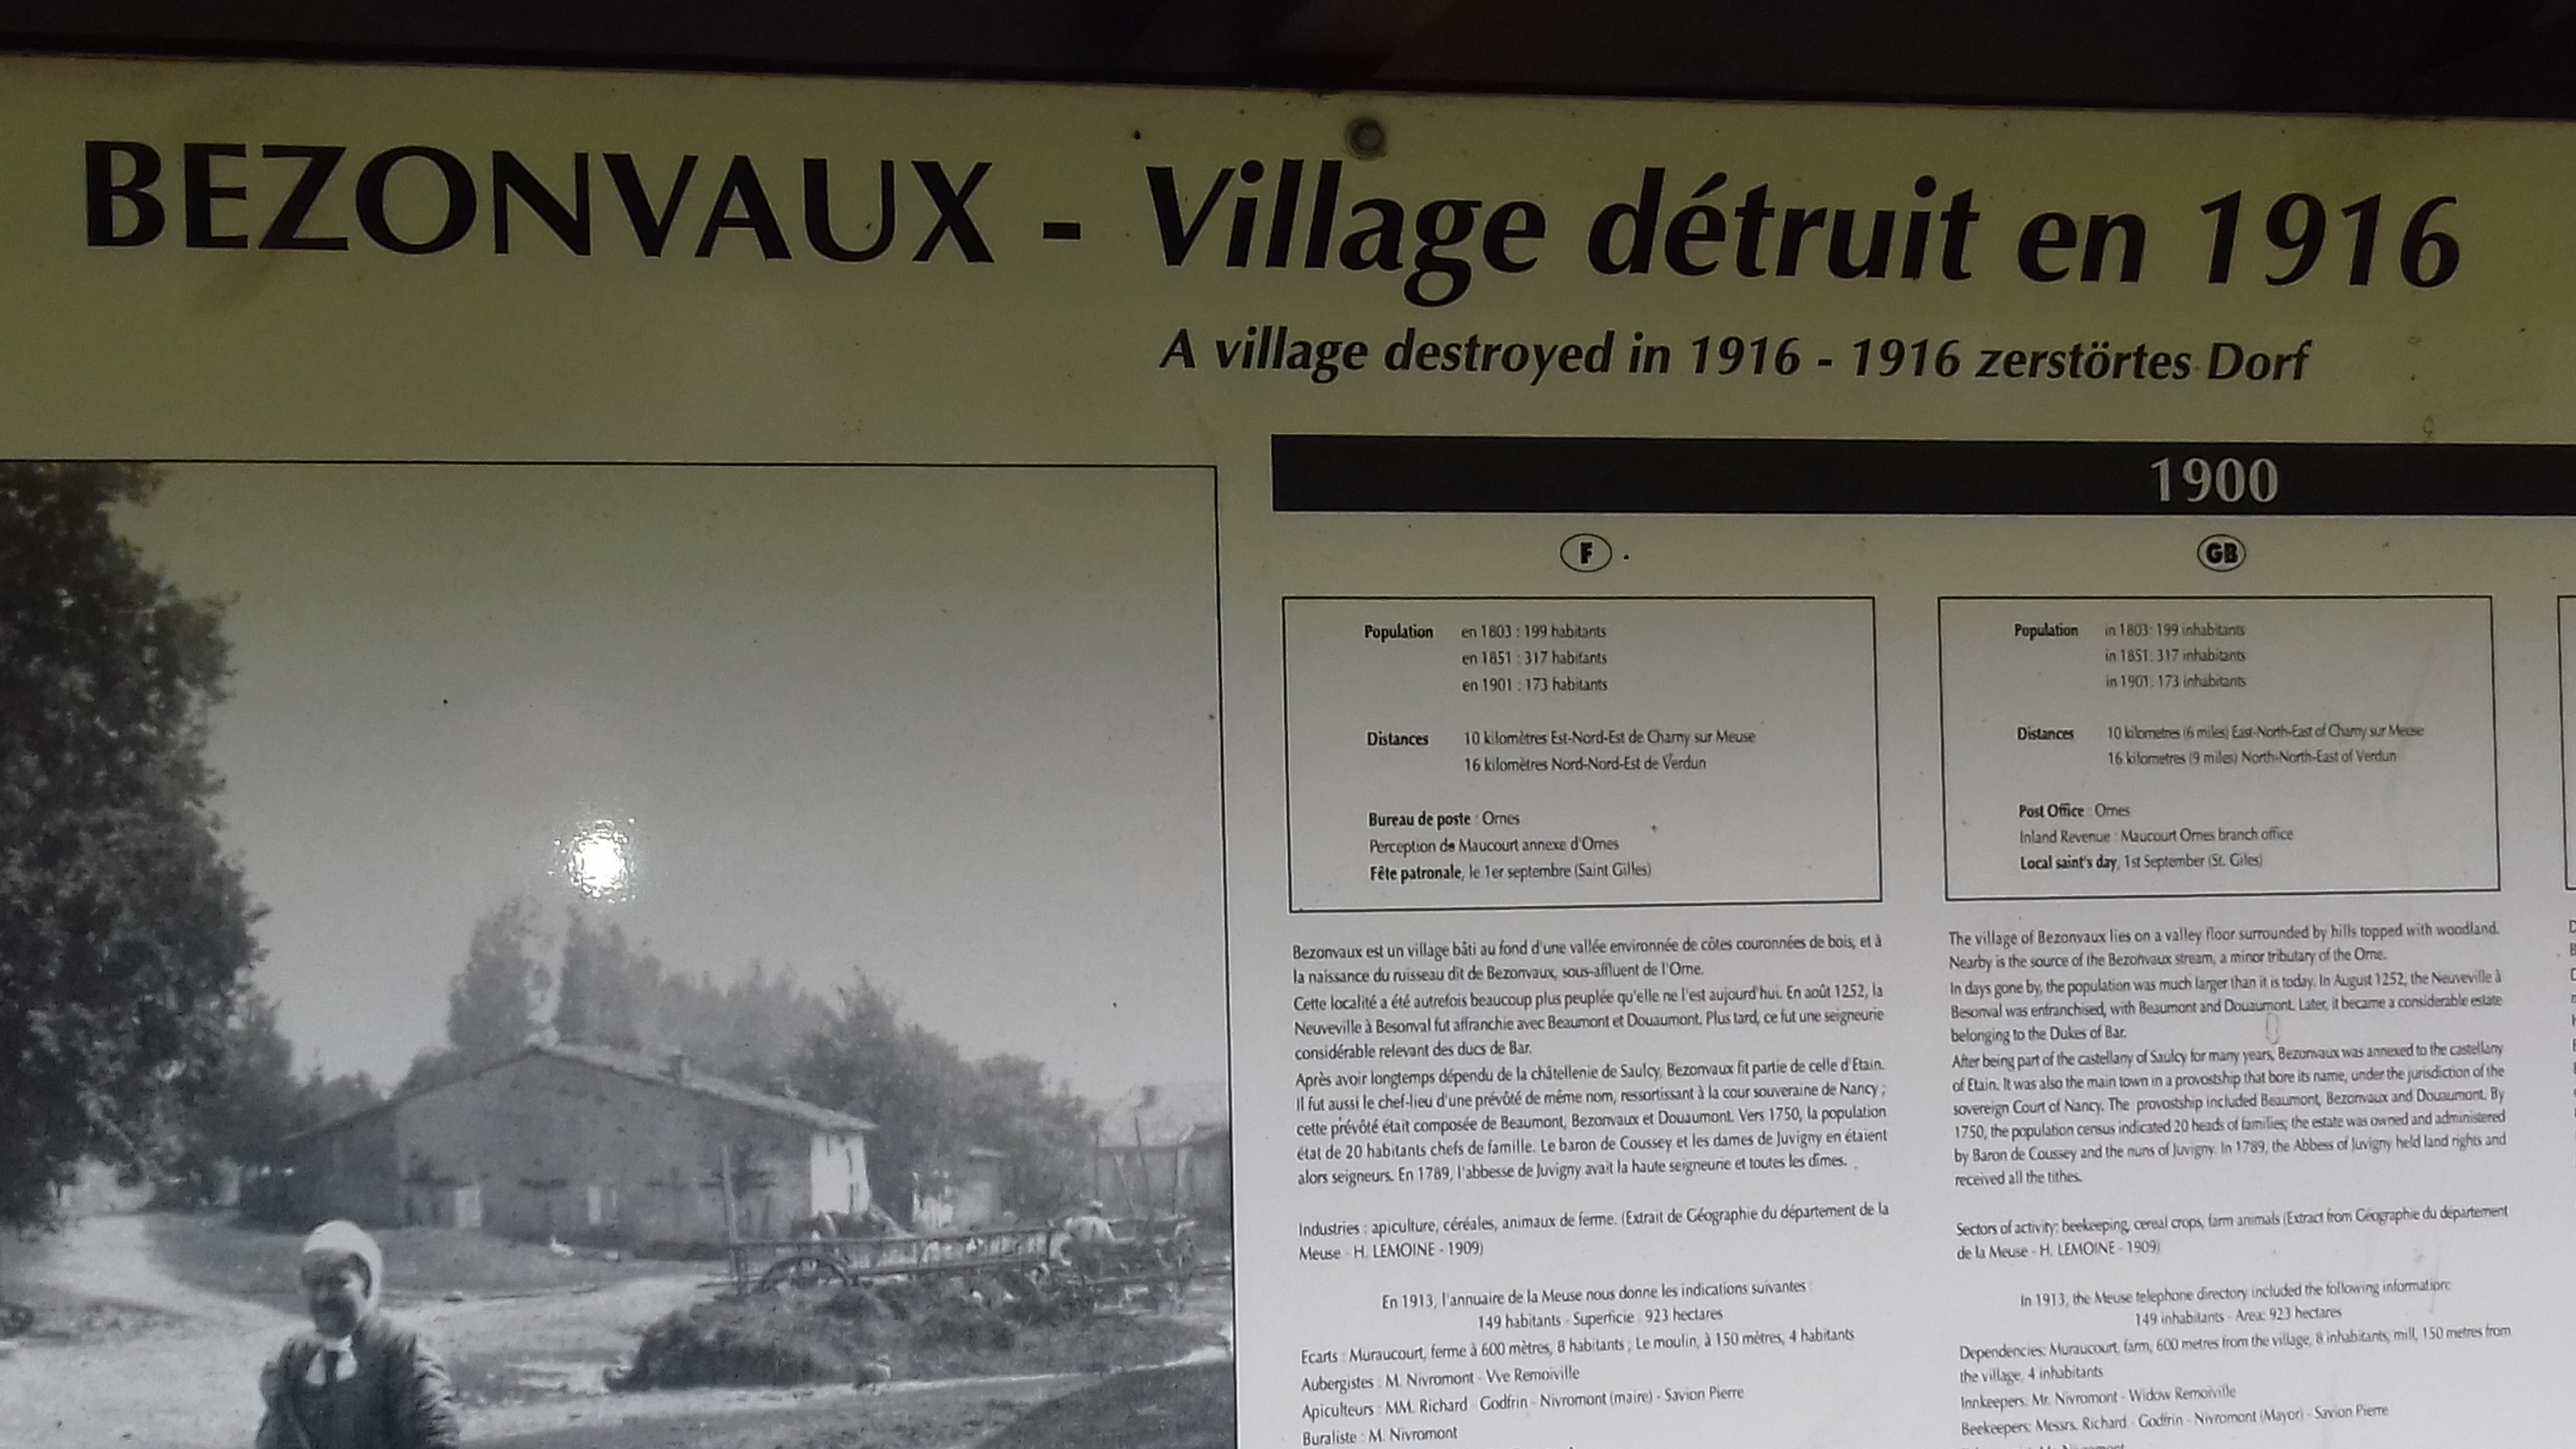 BEZONVAUX - Village détruit en 1916
A village destroyed in 1916 - 1916 zerstörtes Dorf
1900
F
Population en 1803 : 199 habitants
en 1851 : 317 habitants
en 1901 : 173 habitants
Distances 10 kilomètres Est-Nord-Est de Charny sur Meuse
16 kilomètres Nord-Nord-Est de Verdun
Bureau de poste : Ornes
Perception de Maucourt annexe d'Ornes
Fête patronale, le 1er septembre (Saint Gilles)
Bezonvaux est un village bâti au fond d'une vallée environnée de côtes couronnées de bois, et à
la naissance du ruisseau dit de Bezonvaux, sous-affluent de l'Orne.
Cette localité a été autrefois beaucoup plus peuplée qu'elle ne l'est aujourd'hui. En août 1252, la
Neuveville à Besonval fut affranchie avec Beaumont et Douaumont. Plus tard, ce fut une seigneurie
considérable relevant des ducs de Bar.
Après avoir longtemps dépendu de la châtellenie de Saulcy, Bezonvaux fit partie de celle d'Etain.
Il fut aussi le chef-lieu d'une prévôté de même nom, ressortissant à la cour souveraine de Nancy ;
cette prévôté était composée de Beaumont, Bezonvaux et Douaumont. Vers 1750, la population
était de 20 habitants chefs de famille. Le baron de Coussey et les dames de Juvigny en étaient
alors seigneurs. En 1789, l'abbesse de Juvigny avait la haute seigneurie et toutes les dîmes.
Industries : apiculture, céréales, animaux de ferme. (Extrait de Géographie du département de la
Meuse - H. LEMOINE - 1909)
En 1913, l'annuaire de la Meuse nous donne les indications suivantes :
149 habitants - Superficie : 923 hectares
Ecarts : Muraucourt, ferme à 600 mètres, 8 habitants ; Le moulin, à 150 mètres, 4 habitants
Aubergistes : M. Nivromont - Vve Remoiville
Apiculteurs : MM. Richard - Godfrin - Nivromont (maire) - Savion Pierre
Buraliste : M. Nivromont
GB
Population in 1803: 199 inhabitants
in 1851: 317 inhabitants
in 1901: 173 inhabitants
Distances 10 kilometres (6 miles) East-North-East of Charny sur Meuse
16 kilometres (9 miles) North-North-East of Verdun
Post Office : Ornes
Inland Revenue : Maucourt Ornes branch office
Local saint's day, 1st September (St. Giles)
The village of Bezonvaux lies on a valley floor surrounded by hills topped with woodland.
Nearby is the source of the Bezonvaux stream, a minor tributary of the Orne.
In days gone by, the population was much larger than it is today. In August 1252, the Neuveville à
Besonval was enfranchised, with Beaumont and Douaumont. Later, it became a considerable estate
belonging to the Dukes of Bar.
After being part of the castellany of Saulcy for many years, Bezonvaux was annexed to the castellany
of Etain. It was also the main town in a provostship that bore its name, under the jurisdiction of the
sovereign Court of Nancy. The provostship included Beaumont, Bezonvaux and Douaumont. By
1750, the population census indicated 20 heads of families; the estate was owned and administered
by Baron de Coussey and the nuns of Juvigny. In 1789, the Abbess of Juvigny held land rights and
received all the tithes.
Sectors of activity: beekeeping, cereal crops, farm animals (Extract from Géographie du département
de la Meuse - H. LEMOINE - 1909)
In 1913, the Meuse telephone directory included the following information:
149 inhabitants - Area: 923 hectares
Dependencies: Muraucourt, farm, 600 metres from the village, 8 inhabitants; mill, 150 metres from
the village, 4 inhabitants
Innkeepers: Mr. Nivromont - Widow Remoiville
Beekeepers: Messrs. Richard - Godfrin - Nivromont (Mayor) - Savion Pierre